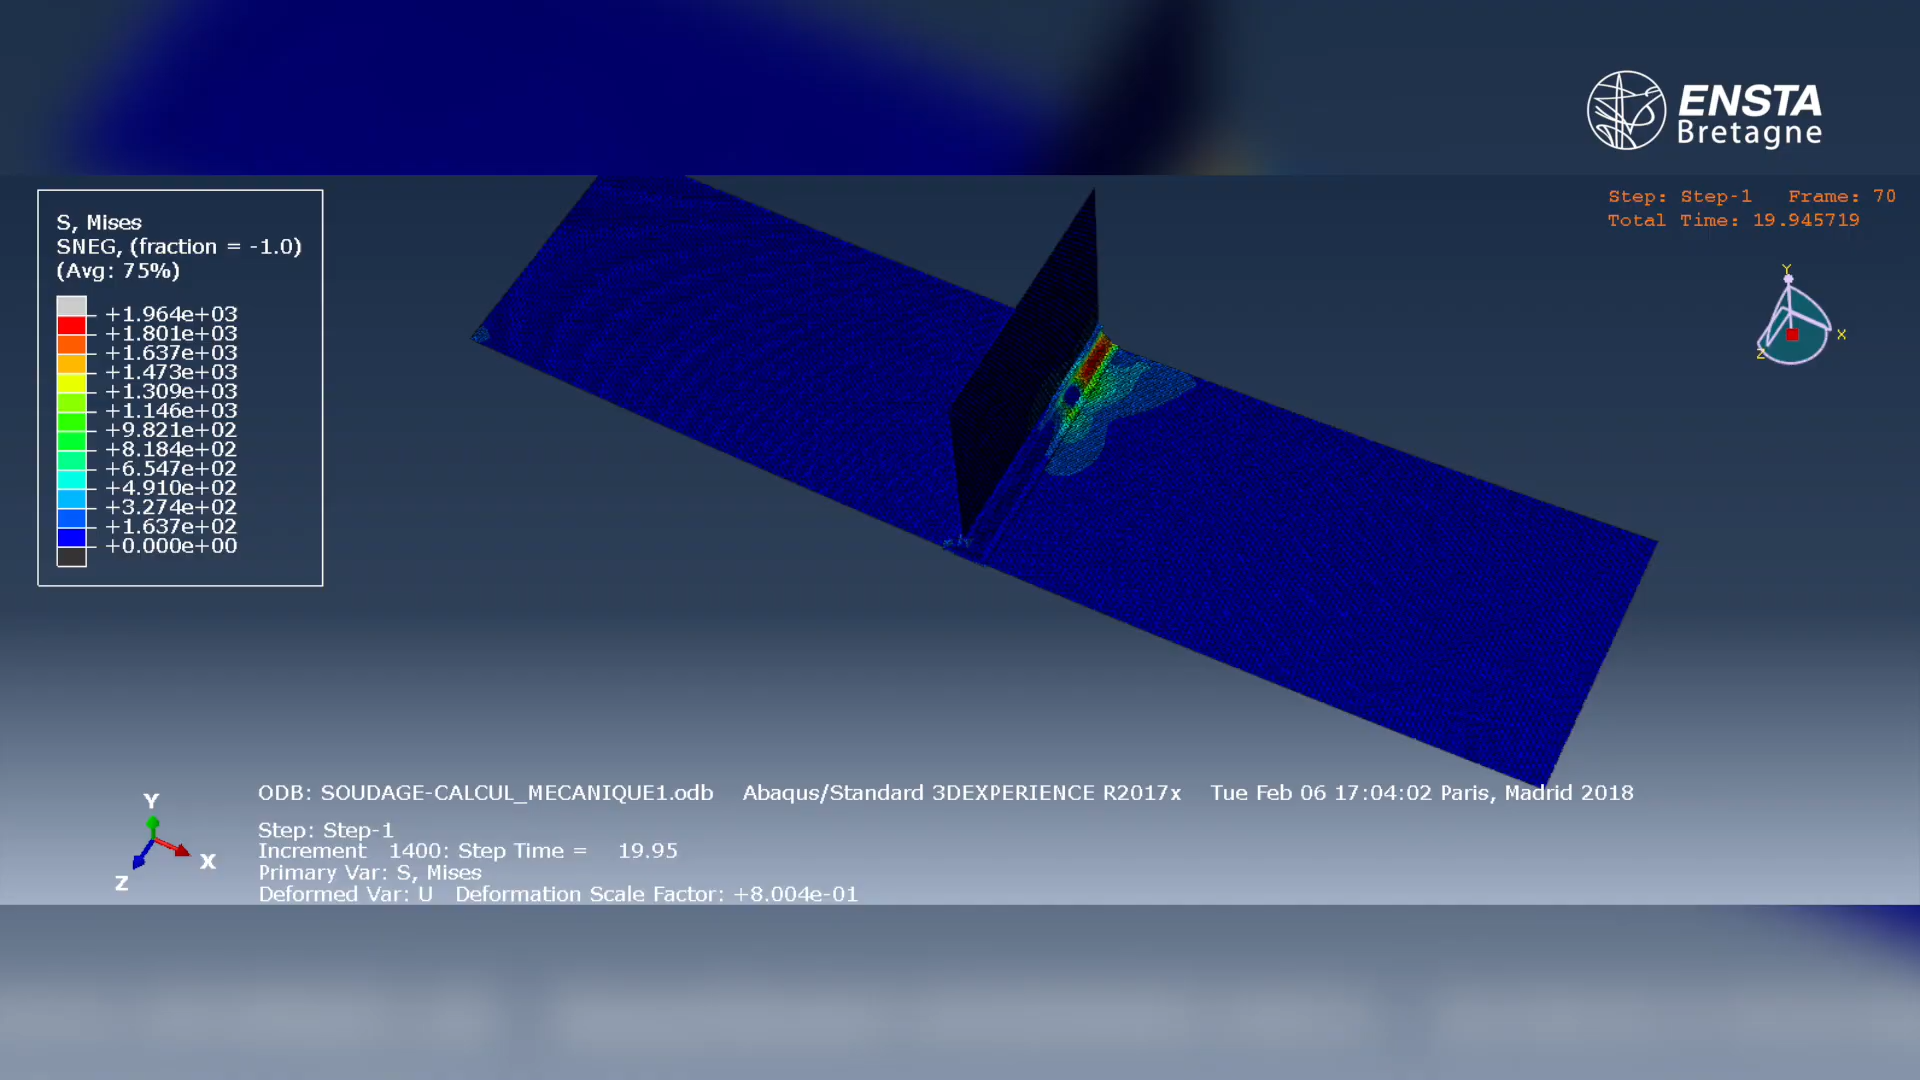 ENSTA
Bretagne
Step: Step-1 Frame: 70
Total Time: 19.945719
S, Mises
SNEG, (fraction = -1.0)
(Avg: 75%)
+1.964e+03
+1.801e+03
+1.637e+03
+1.473e+03
+1.309e+03
+1.146e+03
+9.821e+02
+8.184e+02
+6.547e+02
+4.910e+02
+3.274e+02
+1.637e+02
+0.000e+00
Y
X
Z
ODB: SOUDAGE-CALCUL_MECANIQUE1.odb Abaqus/Standard 3DEXPERIENCE R2017x Tue Feb 06 17:04:02 Paris, Madrid 2018
Step: Step-1
Increment 1400: Step Time = 19.95
Primary Var: S, Mises
Deformed Var: U Deformation Scale Factor: +8.004e-01
Y
X
Z